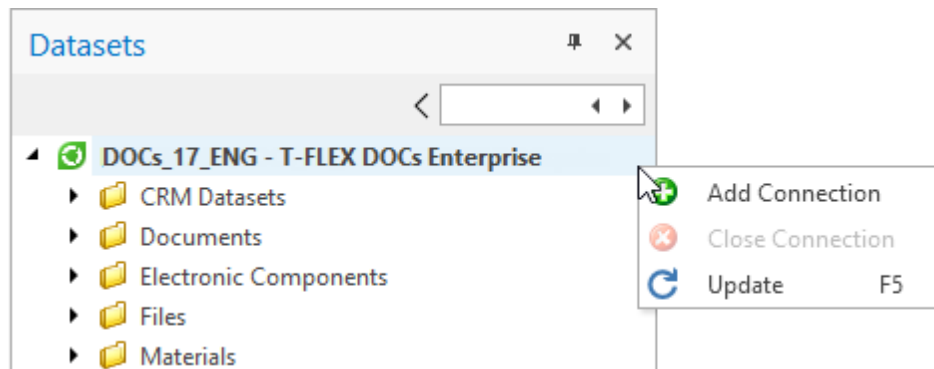 Datasets
DOCs_17_ENG - T-FLEX DOCs Enterprise
CRM Datasets
Documents
Electronic Components
Files
Materials
Add Connection
Close Connection
Update F5